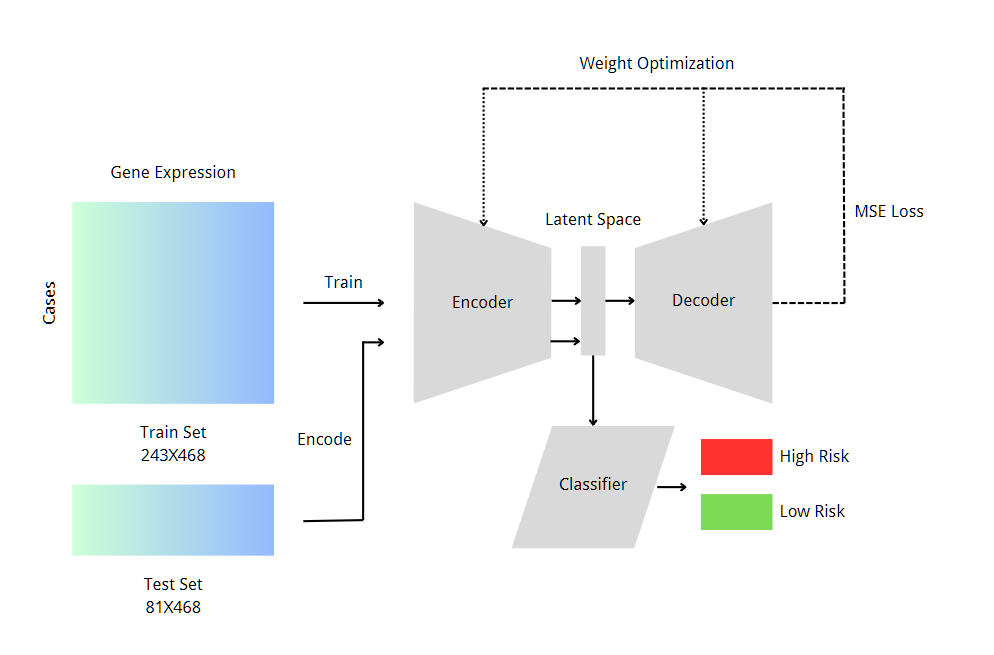 Weight Optimization
Gene Expression
MSE Loss
Latent Space
Cases
Train
Encoder
Decoder
Train Set
243X468
Encode
High Risk
Classifier
Low Risk
Test Set
81X468